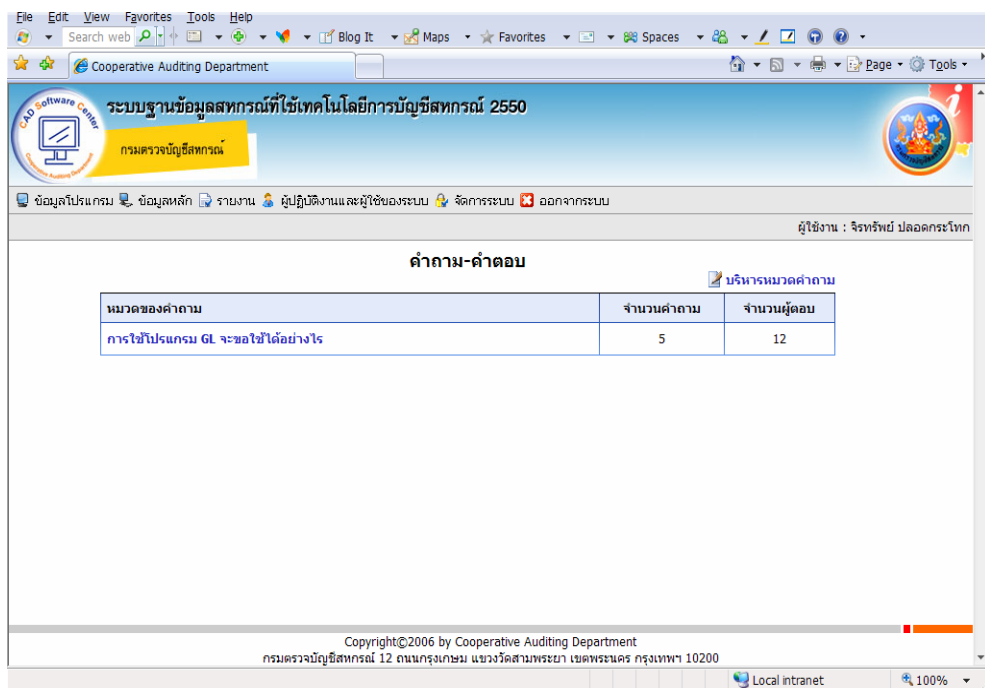 File Edit View Favorites Tools Help
Search web Blog It Maps Favorites Spaces
Cooperative Auditing Department Page Tools
CAD Software Center
Cooperative Auditing Department
ระบบฐานข้อมูลสหกรณ์ที่ใช้เทคโนโลยีการบัญชีสหกรณ์ 2550
กรมตรวจบัญชีสหกรณ์
ข้อมูลโปรแกรม ข้อมูลหลัก รายงาน ผู้ปฏิบัติงานและผู้ใช้ของระบบ จัดการระบบ ออกจากระบบ
ผู้ใช้งาน : จิรทรัพย์ ปลอดกระโทก
คำถาม-คำตอบ
บริหารหมวดคำถาม
หมวดของคำถาม จำนวนคำถาม จำนวนผู้ตอบ
การใช้โปรแกรม GL จะขอใช้ได้อย่างไร 5 12
Copyright©2006 by Cooperative Auditing Department
กรมตรวจบัญชีสหกรณ์ 12 ถนนกรุงเกษม แขวงวัดสามพระยา เขตพระนคร กรุงเทพฯ 10200
Local intranet 100%